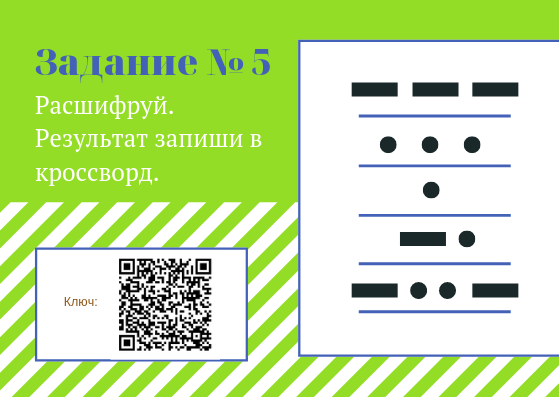 Задание № 5
Расшифруй.
Результат запиши в
кроссворд.
Ключ: